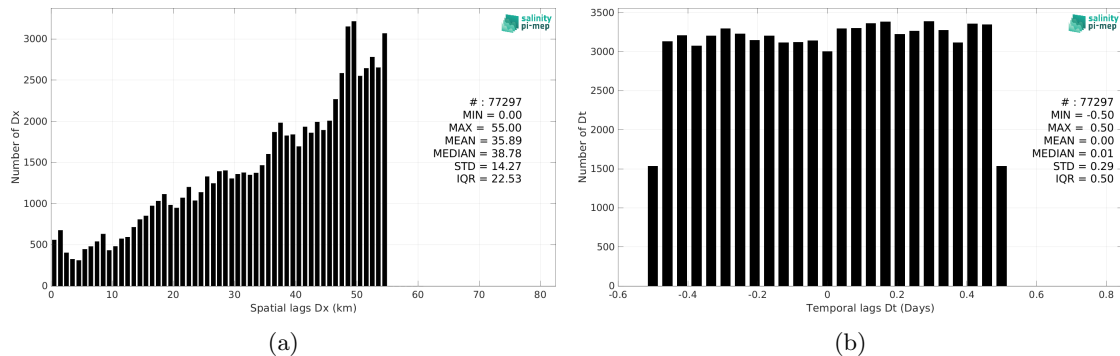 3000
2500
2000
1500
1000
500
0
Number of Dx
salinity
pi-mep
# : 77297
MIN = 0.00
MAX = 55.00
MEAN = 35.89
MEDIAN = 38.78
STD = 14.27
IQR = 22.53
0 10 20 30 40 50 60 70 80
Spatial lags Dx (km)
(a)
3500
3000
2500
2000
1500
1000
500
0
Number of Dt
salinity
pi-mep
# : 77297
MIN = -0.50
MAX = 0.50
MEAN = 0.00
MEDIAN = 0.01
STD = 0.29
IQR = 0.50
-0.6 -0.4 -0.2 0 0.2 0.4 0.6 0.8
Temporal lags Dt (Days)
(b)